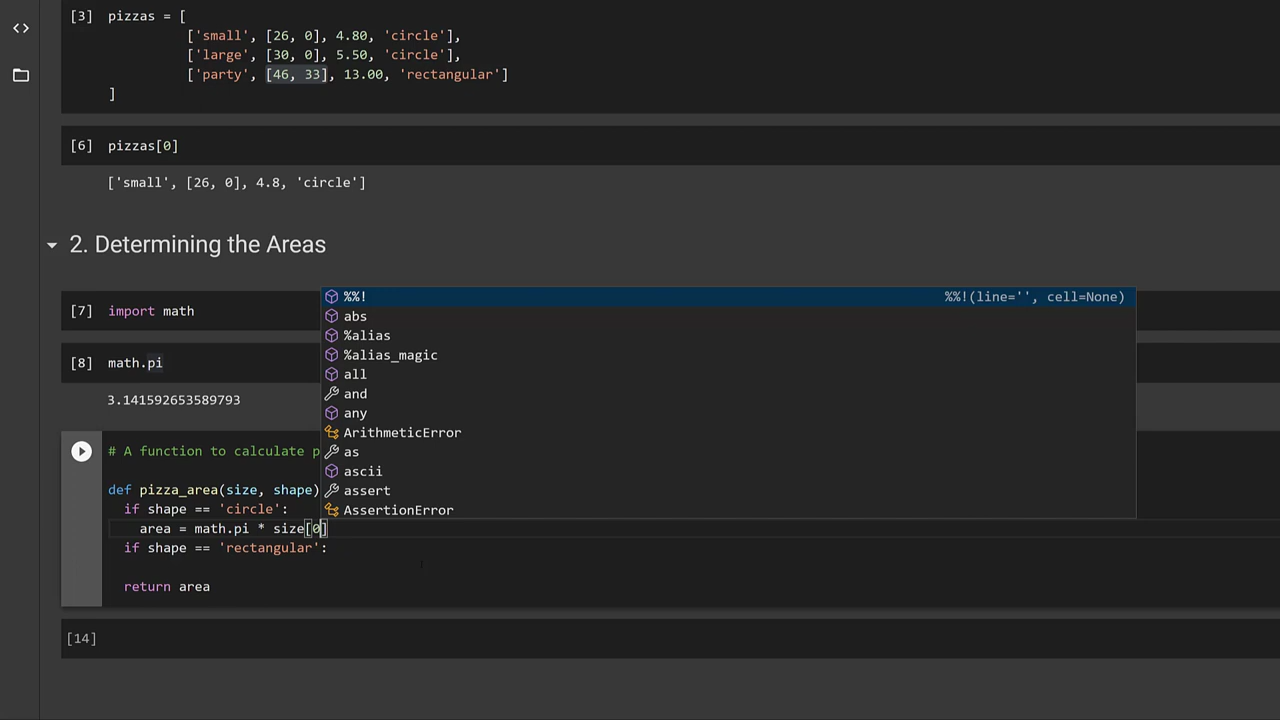 [3] pizzas = [
['small', [26, 0], 4.80, 'circle'],
['large', [30, 0], 5.50, 'circle'],
['party', [46, 33], 13.00, 'rectangular']
]
[6] pizzas[0]
['small', [26, 0], 4.8, 'circle']
2. Determining the Areas
[7] import math
%%! %%!(line='', cell=None)
abs
%alias
%alias_magic
all
and
any
ArithmeticError
as
ascii
assert
AssertionError
[8] math.pi
3.141592653589793
# A function to calculate p
def pizza_area(size, shape)
if shape == 'circle':
area = math.pi * size[0]
if shape == 'rectangular':
return area
[14]